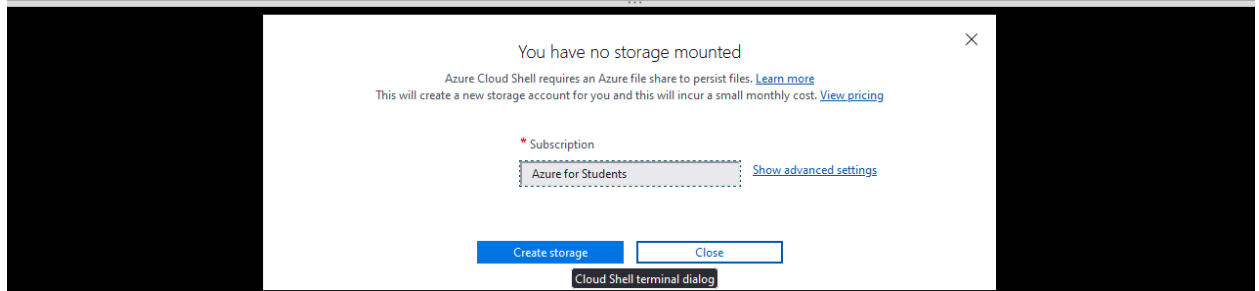 You have no storage mounted
Azure Cloud Shell requires an Azure file share to persist files. Learn more
This will create a new storage account for you and this will incur a small monthly cost. View pricing
* Subscription
Azure for Students
Show advanced settings
Create storage
Close
Cloud Shell terminal dialog